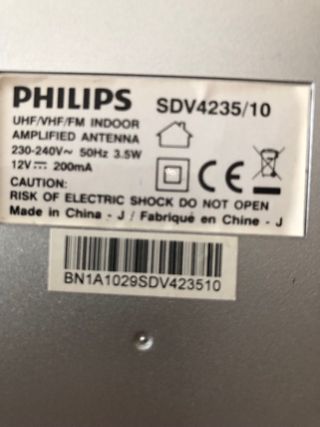 PHILIPS SDV4235/10
UHF/VHF/FM INDOOR
AMPLIFIED ANTENNA
230-240V~ 50Hz 3.5W
12V ⎓ 200mA
CE
CAUTION:
RISK OF ELECTRIC SHOCK DO NOT OPEN
Made in China - J / Fabriqué en Chine - J
BN1A1029SDV423510